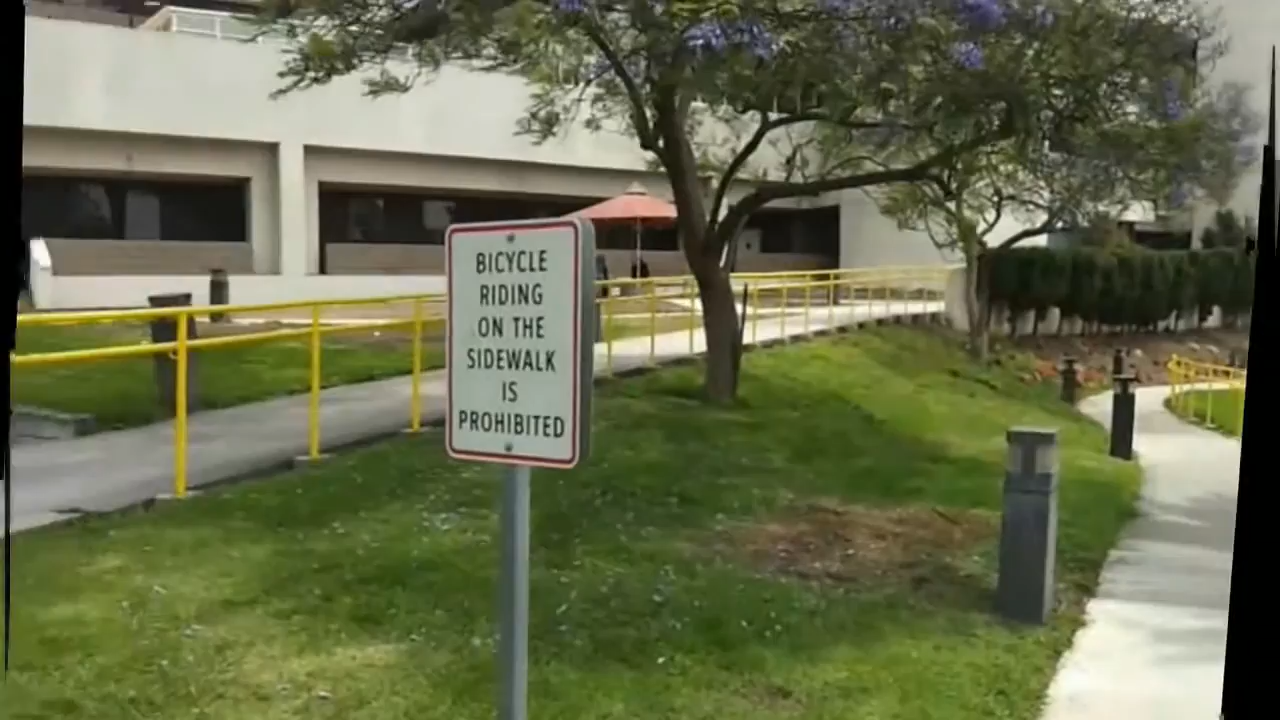 BICYCLE
RIDING
ON THE
SIDEWALK
IS
PROHIBITED